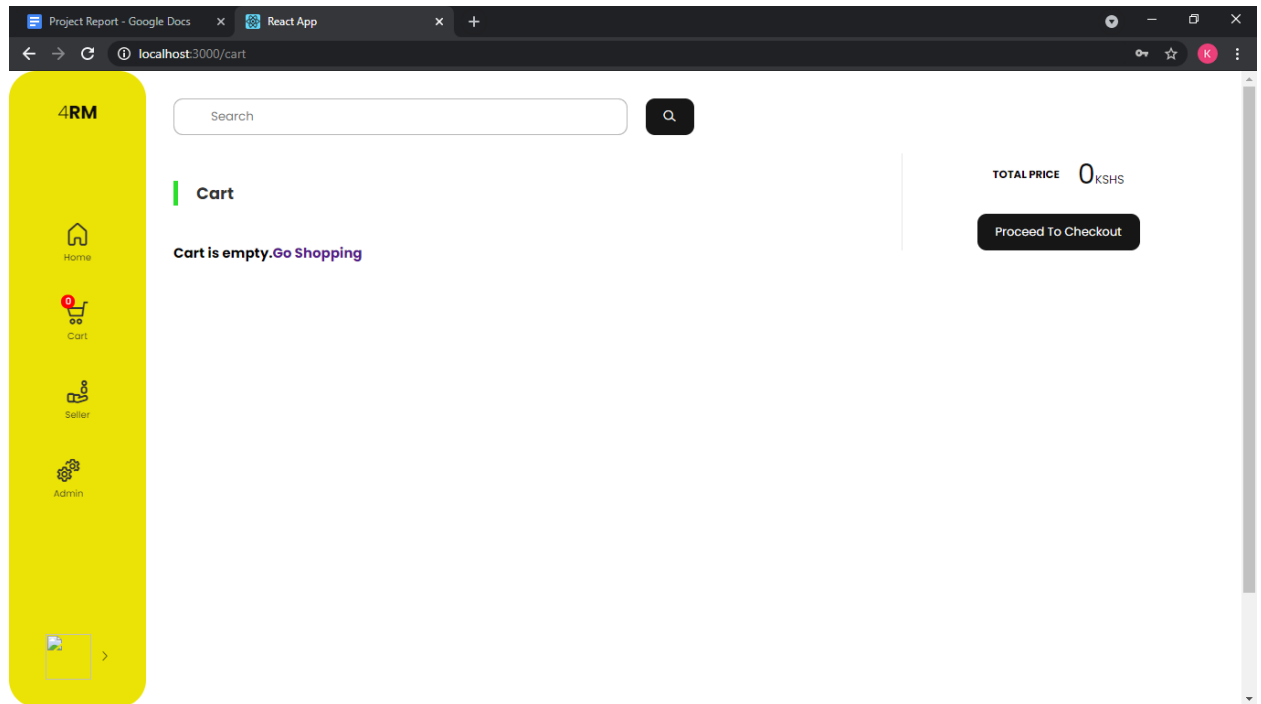 Project Report - Google Docs
React App
localhost:3000/cart
K
4RM
Search
Cart
TOTAL PRICE 0KSHS
Proceed To Checkout
Cart is empty.Go Shopping
Home
0
Cart
Seller
Admin